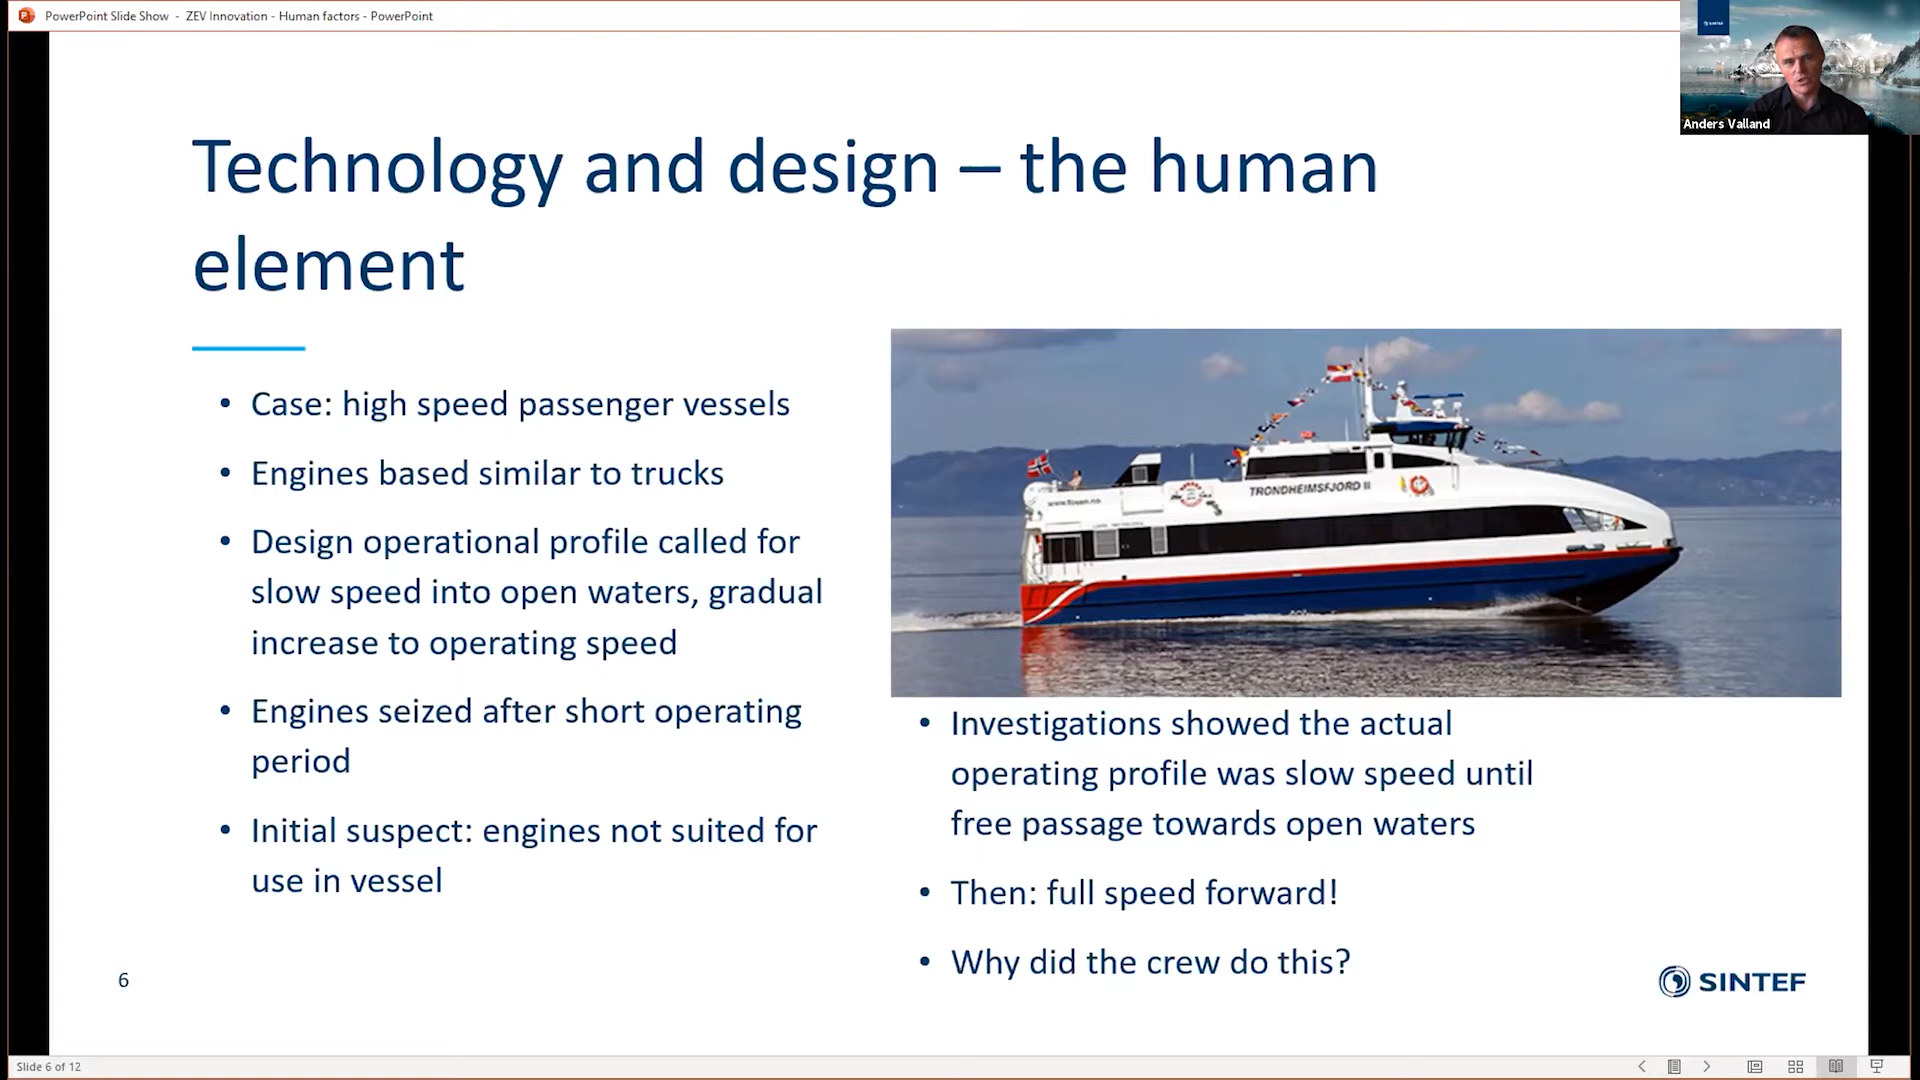 PowerPoint Slide Show - ZEV Innovation - Human factors - PowerPoint
SINTEF
Anders Valland
Technology and design – the human
element
• Case: high speed passenger vessels
• Engines based similar to trucks
• Design operational profile called for
slow speed into open waters, gradual
increase to operating speed
• Engines seized after short operating
period
• Initial suspect: engines not suited for
use in vessel
www.fosen.no
TRONDHEIMSFJORD II
• Investigations showed the actual
operating profile was slow speed until
free passage towards open waters
• Then: full speed forward!
• Why did the crew do this?
6
SINTEF
Slide 6 of 12